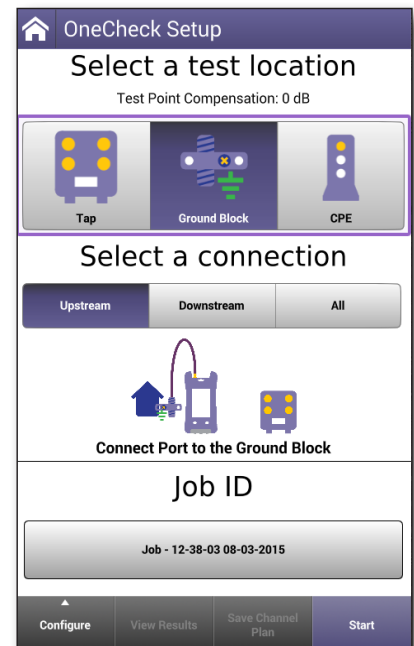 OneCheck Setup
Select a test location
Test Point Compensation: 0 dB
Tap
Ground Block
CPE
Select a connection
Upstream
Downstream
All
Connect Port to the Ground Block
Job ID
Job - 12-38-03 08-03-2015
Configure
View Results
Save Channel
Plan
Start